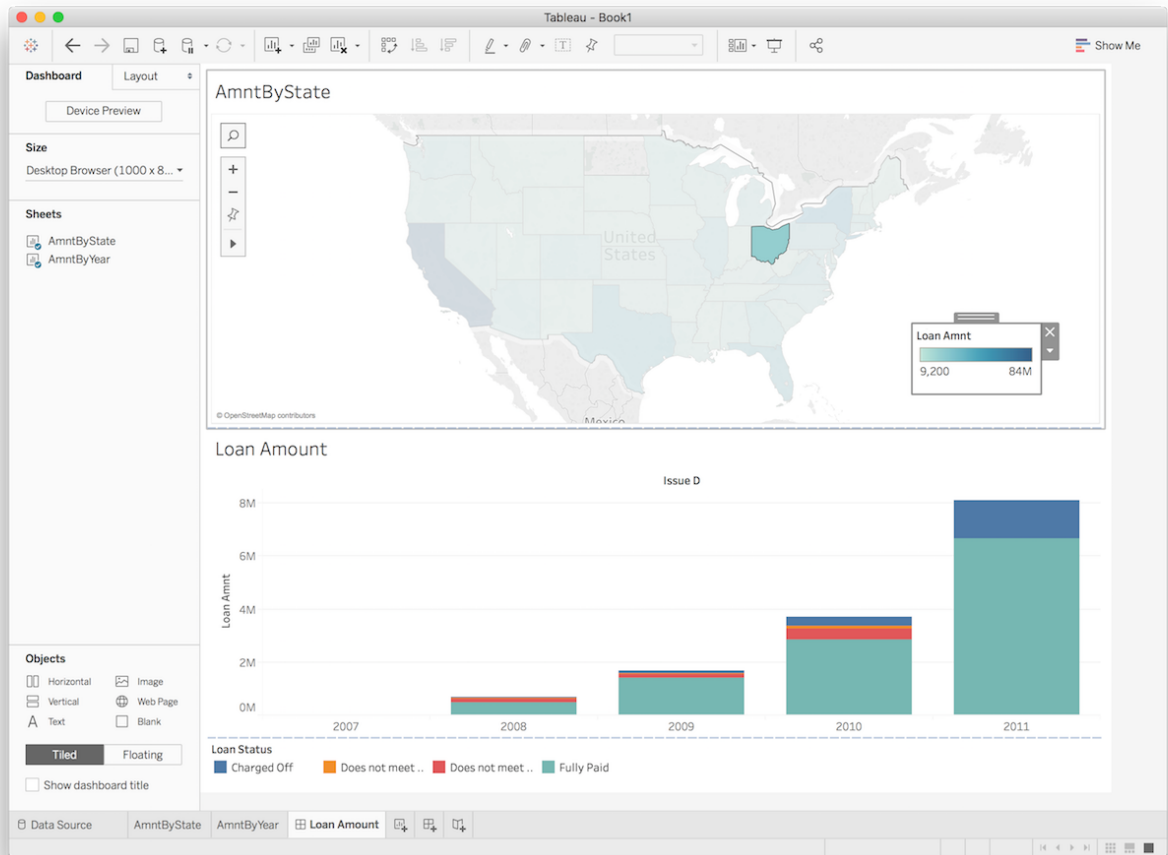 Tableau - Book1
Show Me
Dashboard
Layout
Device Preview
Size
Desktop Browser (1000 x 8...
Sheets
AmntByState
AmntByYear
AmntByState
United
States
Mexico
Loan Amnt
9,200 84M
© OpenStreetMap contributors
Loan Amount
Issue D
Loan Amnt
8M
6M
4M
2M
0M
2007 2008 2009 2010 2011
Loan Status
Charged Off Does not meet .. Does not meet .. Fully Paid
Objects
Horizontal Image
Vertical Web Page
A Text Blank
Tiled Floating
Show dashboard title
Data Source AmntByState AmntByYear Loan Amount